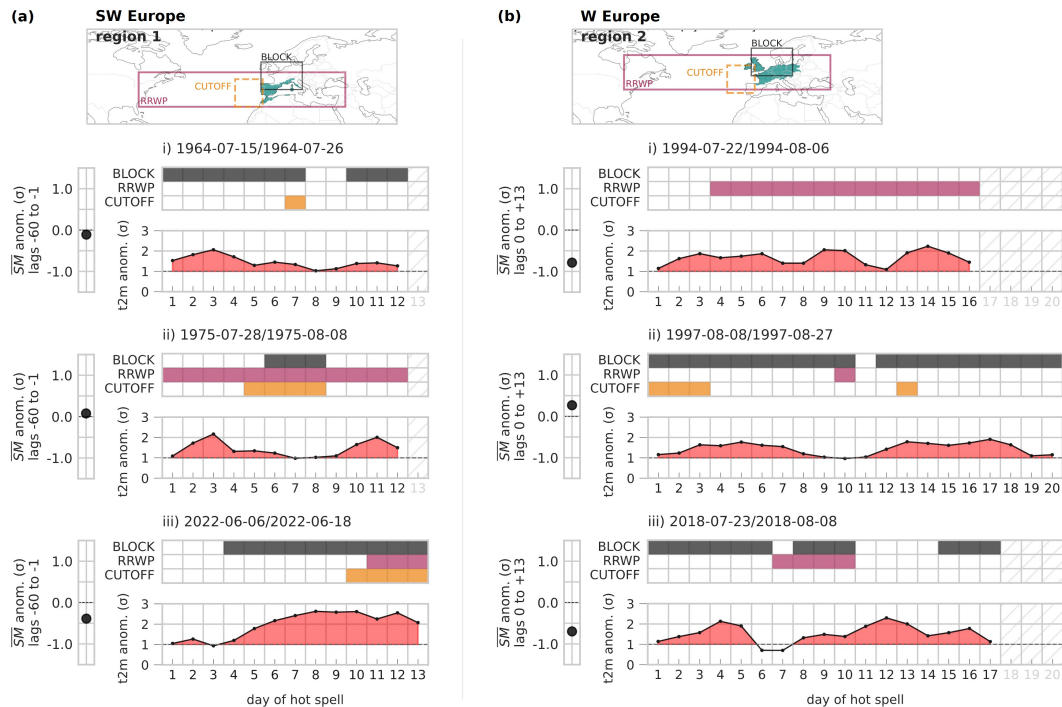 (a) SW Europe
region 1
BLOCK
CUTOFF
RRWP
i) 1964-07-15/1964-07-26
BLOCK
RRWP
CUTOFF
SM anom. (σ)
lags -60 to -1
1.0
0.0
-1.0
t2m anom. (σ)
3
2
1
0
1 2 3 4 5 6 7 8 9 10 11 12 13
ii) 1975-07-28/1975-08-08
BLOCK
RRWP
CUTOFF
SM anom. (σ)
lags -60 to -1
1.0
0.0
-1.0
t2m anom. (σ)
3
2
1
0
1 2 3 4 5 6 7 8 9 10 11 12 13
iii) 2022-06-06/2022-06-18
BLOCK
RRWP
CUTOFF
SM anom. (σ)
lags -60 to -1
1.0
0.0
-1.0
t2m anom. (σ)
3
2
1
0
1 2 3 4 5 6 7 8 9 10 11 12 13
day of hot spell
(b) W Europe
region 2
BLOCK
CUTOFF
RRWP
i) 1994-07-22/1994-08-06
BLOCK
RRWP
CUTOFF
SM anom. (σ)
lags 0 to +13
1.0
0.0
-1.0
t2m anom. (σ)
3
2
1
0
1 2 3 4 5 6 7 8 9 10 11 12 13 14 15 16 17 18 19 20
ii) 1997-08-08/1997-08-27
BLOCK
RRWP
CUTOFF
SM anom. (σ)
lags 0 to +13
1.0
0.0
-1.0
t2m anom. (σ)
3
2
1
0
1 2 3 4 5 6 7 8 9 10 11 12 13 14 15 16 17 18 19 20
iii) 2018-07-23/2018-08-08
BLOCK
RRWP
CUTOFF
SM anom. (σ)
lags 0 to +13
1.0
0.0
-1.0
t2m anom. (σ)
3
2
1
0
1 2 3 4 5 6 7 8 9 10 11 12 13 14 15 16 17 18 19 20
day of hot spell